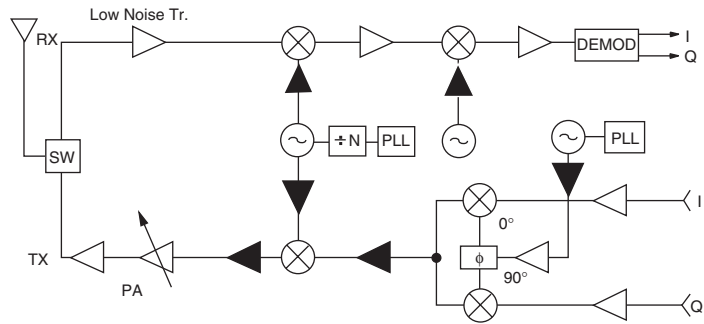 Low Noise Tr.
RX
DEMOD
I
Q
÷N
PLL
PLL
SW
0°
I
TX
ϕ
90°
PA
Q